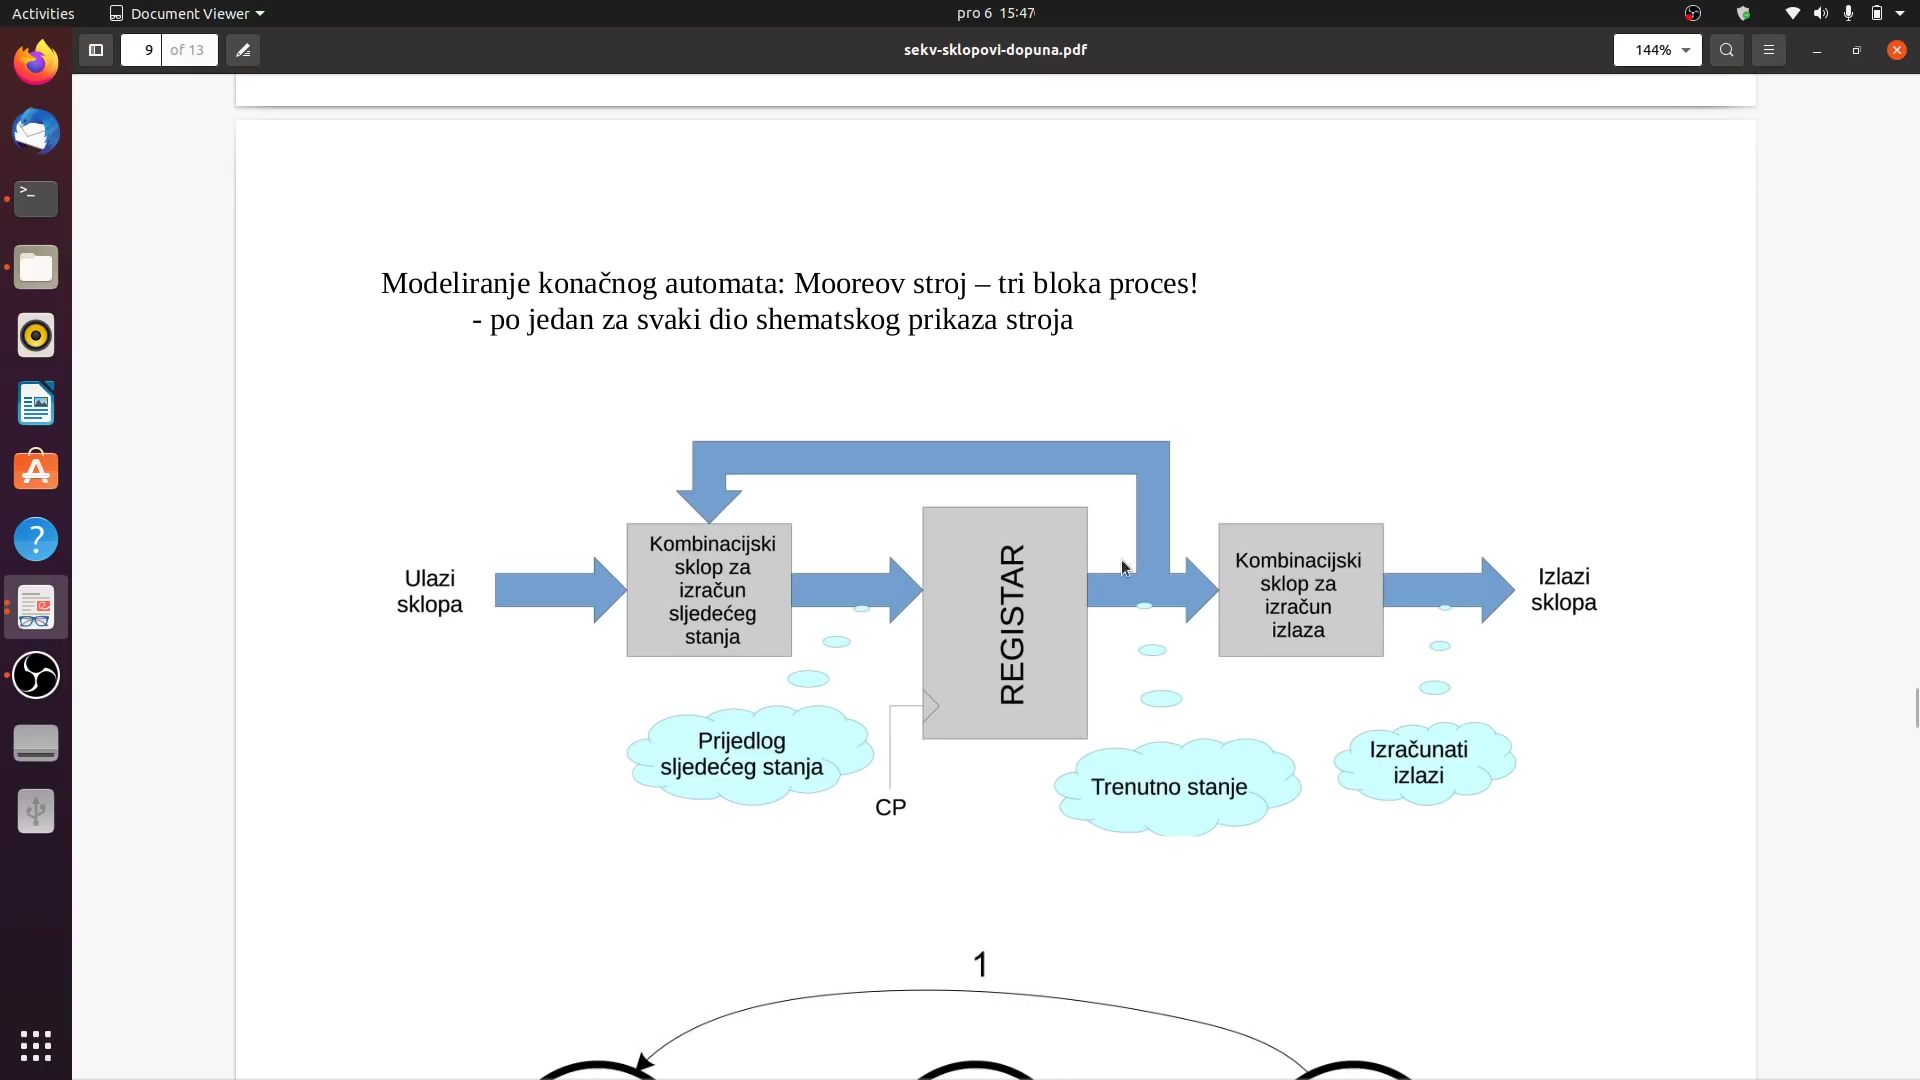 Activities
Document Viewer
pro 6 15:47
9
of 13
sekv-sklopovi-dopuna.pdf
144%
Modeliranje konačnog automata: Mooreov stroj – tri bloka proces!
- po jedan za svaki dio shematskog prikaza stroja
Ulazi
sklopa
Kombinacijski
sklop za
izračun
sljedećeg
stanja
REGISTAR
Kombinacijski
sklop za
izračun
izlaza
Izlazi
sklopa
Prijedlog
sljedećeg stanja
CP
Trenutno stanje
Izračunati
izlazi
1